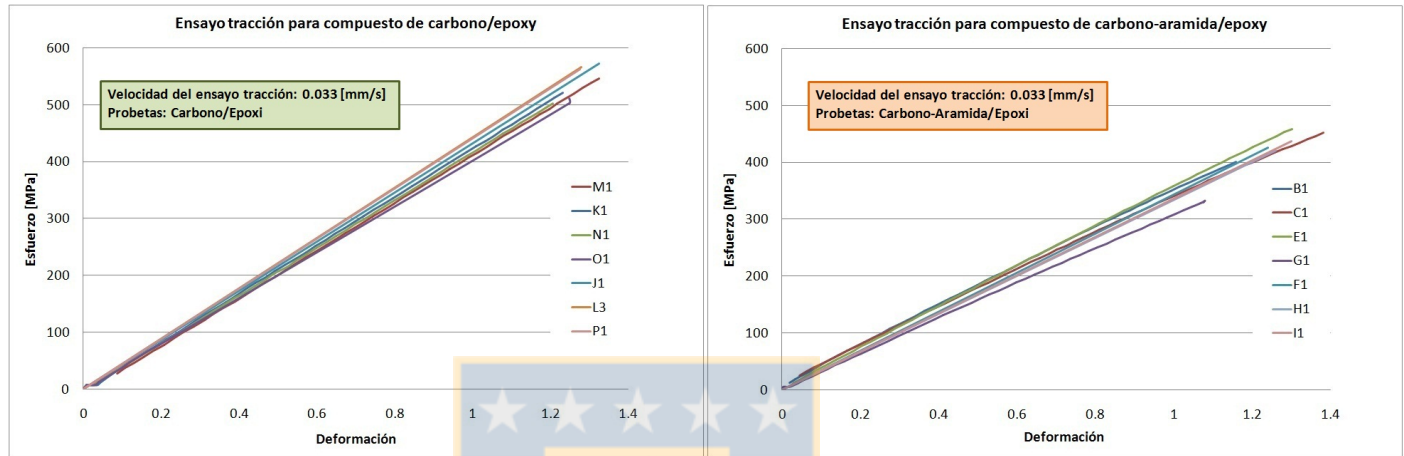 Ensayo tracción para compuesto de carbono/epoxy
600
500
400
300
200
100
0
Esfuerzo [MPa]
Velocidad del ensayo tracción: 0.033 [mm/s]
Probetas: Carbono/Epoxi
M1
K1
N1
O1
J1
L3
P1
0 0.2 0.4 0.6 0.8 1 1.2 1.4
Deformación
Ensayo tracción para compuesto de carbono-aramida/epoxy
600
500
400
300
200
100
0
Esfuerzo [MPa]
Velocidad del ensayo tracción: 0.033 [mm/s]
Probetas: Carbono-Aramida/Epoxi
B1
C1
E1
G1
F1
H1
I1
0 0.2 0.4 0.6 0.8 1 1.2 1.4
Deformación